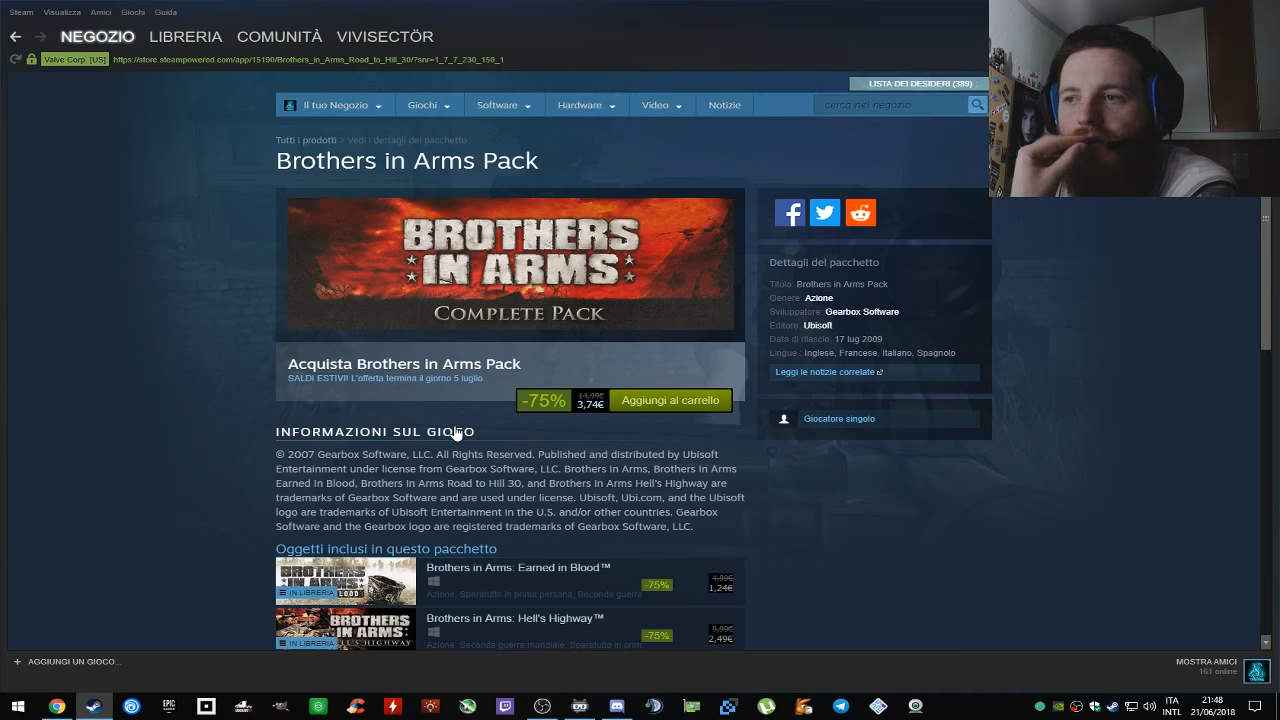 Steam Visualizza Amici Giochi Guida
NEGOZIO LIBRERIA COMUNITÀ VIVISECTÖR
Valve Corp. [US] https://store.steampowered.com/app/15190/Brothers_in_Arms_Road_to_Hill_30/?snr=1_7_7_230_150_1
LISTA DEI DESIDERI (389)
Il tuo Negozio Giochi Software Hardware Video Notizie cerca nel negozio
Tutti i prodotti > Vedi i dettagli del pacchetto
Brothers in Arms Pack
BROTHERS
IN ARMS
COMPLETE PACK
Acquista Brothers in Arms Pack
SALDI ESTIVI! L'offerta termina il giorno 5 luglio
-75% 14,99€ 3,74€ Aggiungi al carrello
Dettagli del pacchetto
Titolo: Brothers in Arms Pack
Genere: Azione
Sviluppatore: Gearbox Software
Editore: Ubisoft
Data di rilascio: 17 lug 2009
Lingue : Inglese, Francese, Italiano, Spagnolo
Leggi le notizie correlate
Giocatore singolo
INFORMAZIONI SUL GIOCO
© 2007 Gearbox Software, LLC. All Rights Reserved. Published and distributed by Ubisoft
Entertainment under license from Gearbox Software, LLC. Brothers in Arms, Brothers In Arms
Earned In Blood, Brothers In Arms Road to Hill 30, and Brothers In Arms Hell's Highway are
trademarks of Gearbox Software and are used under license. Ubisoft, Ubi.com, and the Ubisoft
logo are trademarks of Ubisoft Entertainment in the U.S. and/or other countries. Gearbox
Software and the Gearbox logo are registered trademarks of Gearbox Software, LLC.
Oggetti inclusi in questo pacchetto
BROTHERS
IN ARMS
IN LIBRERIA
Brothers in Arms: Earned in Blood™
-75% 4,99€ 1,24€
Azione, Sparatutto in prima persona, Seconda guerra
BROTHERS
IN ARMS
IN LIBRERIA
HIGHWAY
Brothers in Arms: Hell's Highway™
-75% 9,99€ 2,49€
Azione, Seconda guerra mondiale, Sparatutto in prim
+ AGGIUNGI UN GIOCO...
MOSTRA AMICI
161 online
EPIC
GAMES
ITA
INTL
21:48
21/06/2018